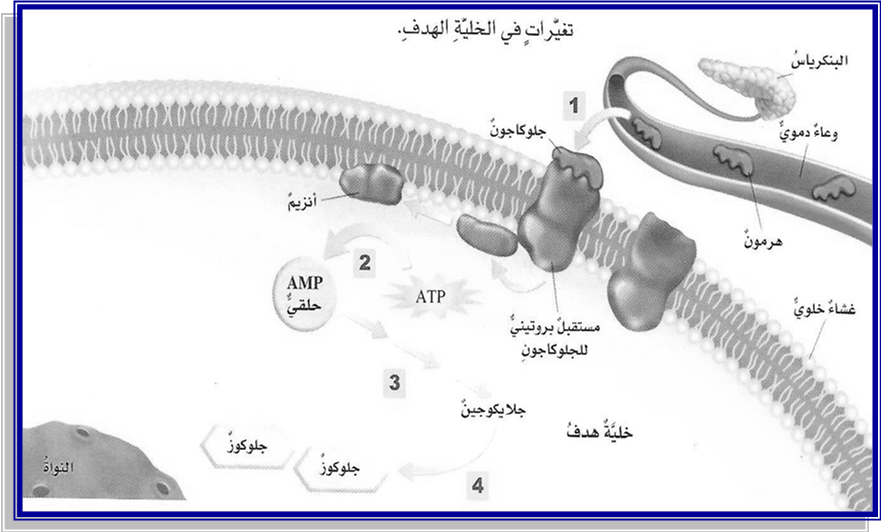 تغيُّراتٍ في الخليَّةِ الهدفِ.
البنكرياسُ
1
جلوكاجونٌ
وعاءٌ دمويٌّ
أنزيمٌ
هرمونٌ
2
AMP
حلقيٌّ
ATP
مستقبلٌ بروتينيٌّ
للجلوكاجونِ
غشاءٌ خلويٌّ
3
جلايكوجينٌ
خليَّةٌ هدفُ
جلوكوزٌ
جلوكوزٌ
النواةُ
4